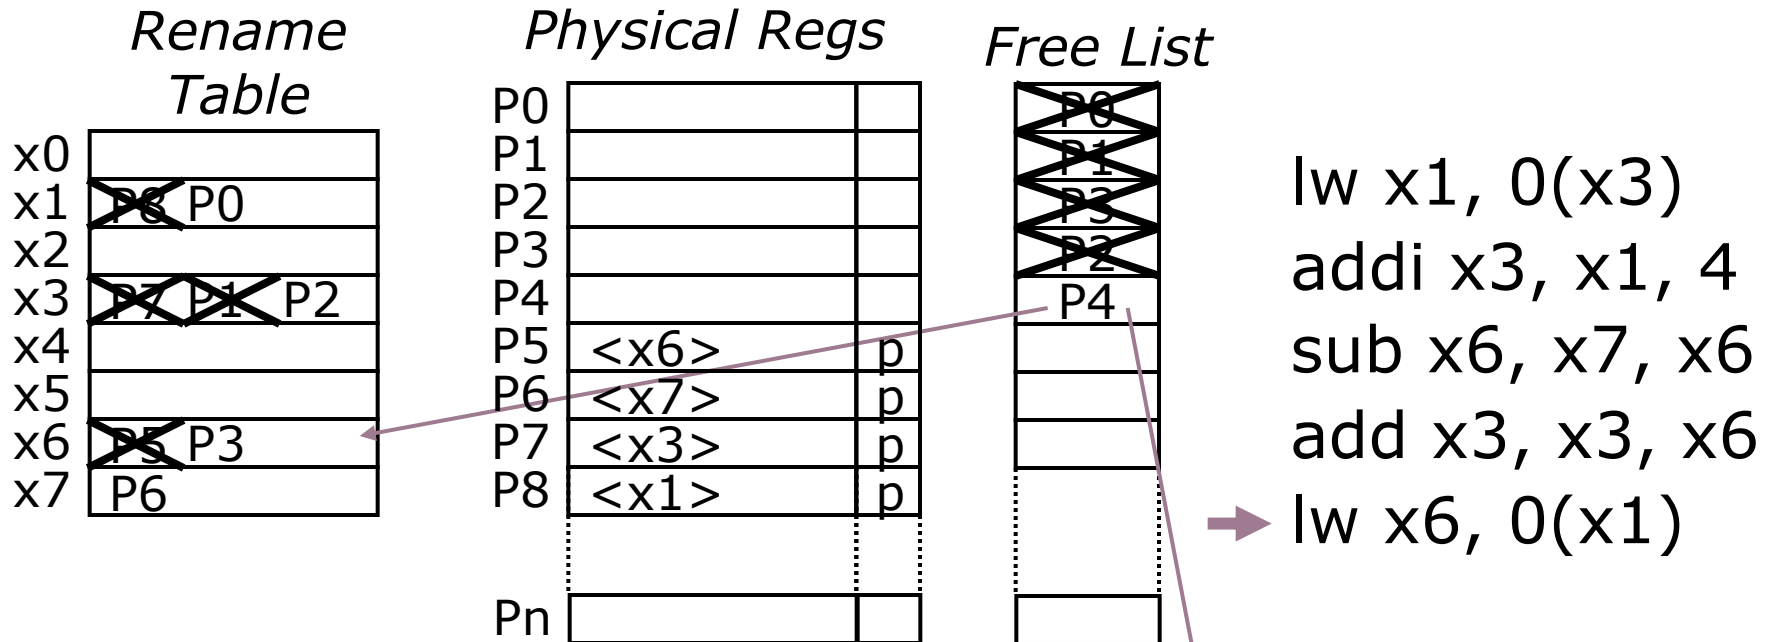 Rename Table
x0
x1 P8 P0
x2
x3 P7 P1 P2
x4
x5
x6 P5 P3
x7 P6
Physical Regs
P0
P1
P2
P3
P4
P5 <x6> p
P6 <x7> p
P7 <x3> p
P8 <x1> p
Pn
Free List
P0
P1
P3
P2
P4
lw x1, 0(x3)
addi x3, x1, 4
sub x6, x7, x6
add x3, x3, x6
lw x6, 0(x1)